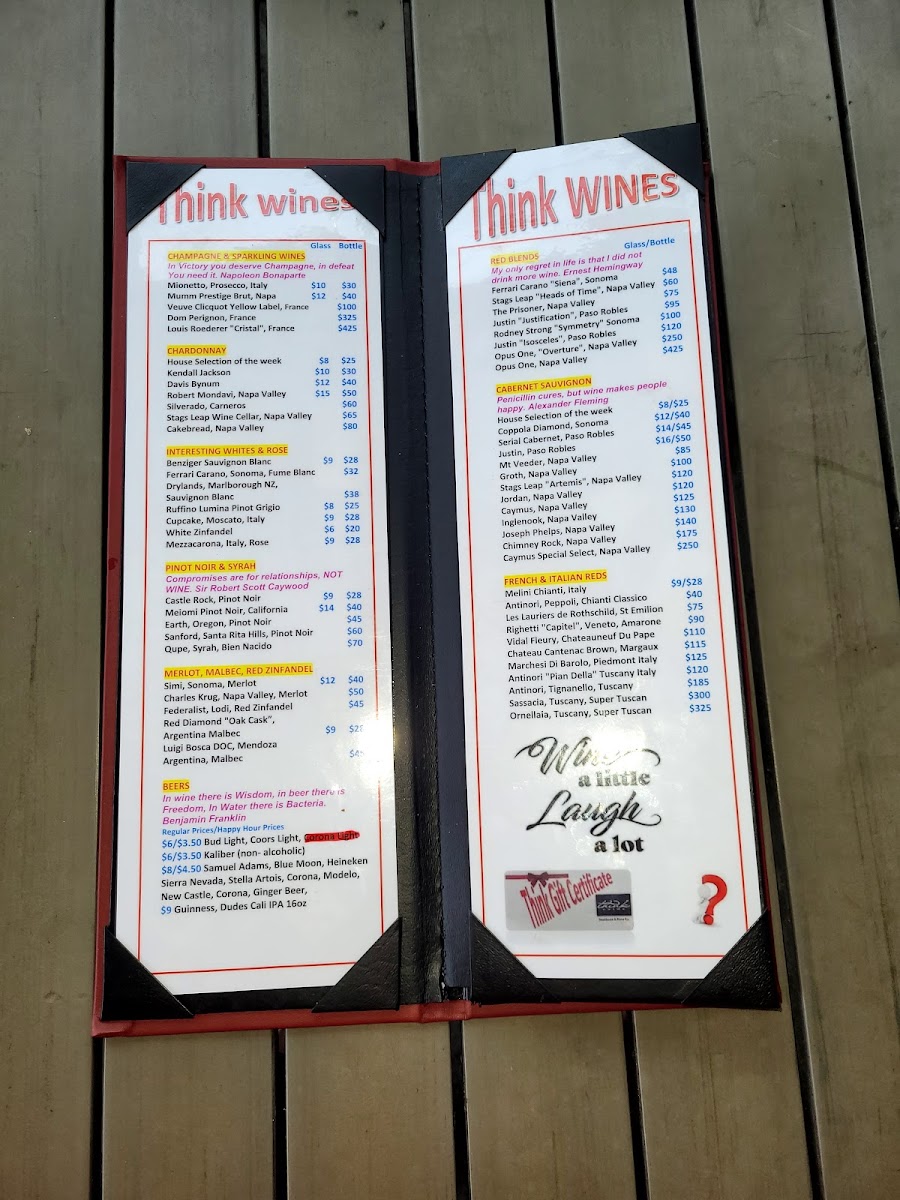 Think wines
Glass Bottle
CHAMPAGNE & SPARKLING WINES
In Victory you deserve Champagne, in defeat
You need it. Napoleon Bonaparte
Mionetto, Prosecco, Italy $10 $30
Mumm Prestige Brut, Napa $12 $40
Veuve Clicquot Yellow Label, France $100
Dom Perignon, France $325
Louis Roederer "Cristal", France $425
CHARDONNAY
House Selection of the week $8 $25
Kendall Jackson $10 $30
Davis Bynum $12 $40
Robert Mondavi, Napa Valley $15 $50
Silverado, Carneros $60
Stags Leap Wine Cellar, Napa Valley $65
Cakebread, Napa Valley $80
INTERESTING WHITES & ROSE
Benziger Sauvignon Blanc $9 $28
Ferrari Carano, Sonoma, Fume Blanc $32
Drylands, Marlborough NZ,
Sauvignon Blanc $38
Ruffino Lumina Pinot Grigio $8 $25
Cupcake, Moscato, Italy $9 $28
White Zinfandel $6 $20
Mezzacarona, Italy, Rose $9 $28
PINOT NOIR & SYRAH
Compromises are for relationships, NOT
WINE. Sir Robert Scott Caywood
Castle Rock, Pinot Noir $9 $28
Meiomi Pinot Noir, California $14 $40
Earth, Oregon, Pinot Noir $45
Sanford, Santa Rita Hills, Pinot Noir $60
Qupe, Syrah, Bien Nacido $70
MERLOT, MALBEC, RED ZINFANDEL
Simi, Sonoma, Merlot $12 $40
Charles Krug, Napa Valley, Merlot $50
Federalist, Lodi, Red Zinfandel $45
Red Diamond "Oak Cask",
Argentina Malbec $9 $28
Luigi Bosca DOC, Mendoza
Argentina, Malbec
BEERS
In wine there is Wisdom, in beer there is
Freedom, In Water there is Bacteria.
Benjamin Franklin
Regular Prices/Happy Hour Prices
$6/$3.50 Bud Light, Coors Light, Corona Light
$6/$3.50 Kaliber (non- alcoholic)
$8/$4.50 Samuel Adams, Blue Moon, Heineken
Sierra Nevada, Stella Artois, Corona, Modelo,
New Castle, Corona, Ginger Beer,
$9 Guinness, Dudes Cali IPA 16oz
Think WINES
Glass/Bottle
RED BLENDS
My only regret in life is that I did not
drink more wine. Ernest Hemingway
Ferrari Carano "Siena", Sonoma $48
Stags Leap "Heads of Time", Napa Valley $60
The Prisoner, Napa Valley $75
Justin "Justification", Paso Robles $95
Rodney Strong "Symmetry" Sonoma $100
Justin "Isosceles", Paso Robles $120
Opus One, "Overture", Napa Valley $250
Opus One, Napa Valley $425
CABERNET SAUVIGNON
Penicillin cures, but wine makes people
happy. Alexander Fleming
House Selection of the week $8/$25
Coppola Diamond, Sonoma $12/$40
Serial Cabernet, Paso Robles $14/$45
Justin, Paso Robles $16/$50
Mt Veeder, Napa Valley $85
Groth, Napa Valley $100
Stags Leap "Artemis", Napa Valley $120
Jordan, Napa Valley $120
Caymus, Napa Valley $125
Inglenook, Napa Valley $130
Joseph Phelps, Napa Valley $140
Chimney Rock, Napa Valley $175
Caymus Special Select, Napa Valley $250
FRENCH & ITALIAN REDS
Melini Chianti, Italy $9/$28
Antinori, Peppoli, Chianti Classico $40
Les Lauriers de Rothschild, St Emilion $75
Righetti "Capitel", Veneto, Amarone $90
Vidal Fleury, Chateauneuf Du Pape $110
Chateau Cantenac Brown, Margaux $115
Marchesi Di Barolo, Piedmont Italy $125
Antinori "Pian Della" Tuscany Italy $120
Antinori, Tignanello, Tuscany $185
Sassacia, Tuscany, Super Tuscan $300
Ornellaia, Tuscany, Super Tuscan $325
Wine
a little
Laugh
a lot
Think Gift Certificate
?